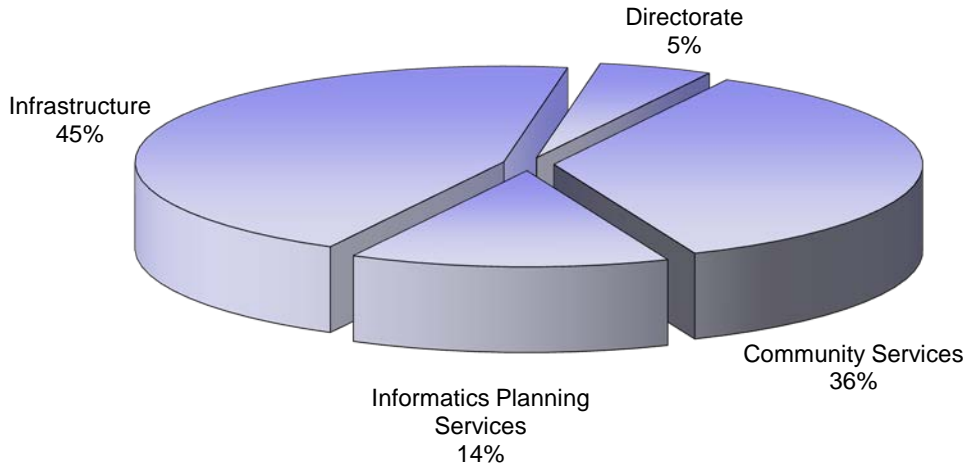 Directorate
5%
Infrastructure
45%
Community Services
36%
Informatics Planning
Services
14%